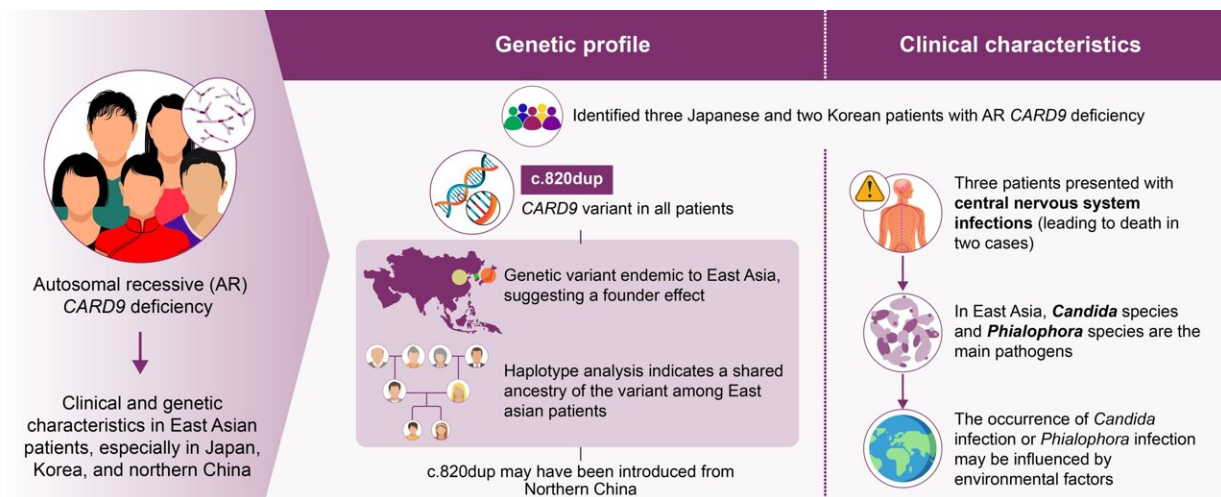 Genetic profile
Clinical characteristics
Autosomal recessive (AR)
CARD9 deficiency
Clinical and genetic
characteristics in East Asian
patients, especially in Japan,
Korea, and northern China
Identified three Japanese and two Korean patients with AR CARD9 deficiency
c.820dup
CARD9 variant in all patients
Genetic variant endemic to East Asia,
suggesting a founder effect
Haplotype analysis indicates a shared
ancestry of the variant among East
asian patients
c.820dup may have been introduced from
Northern China
Three patients presented with
central nervous system
infections (leading to death in
two cases)
In East Asia, Candida species
and Phialophora species are the
main pathogens
The occurrence of Candida
infection or Phialophora infection
may be influenced by
environmental factors